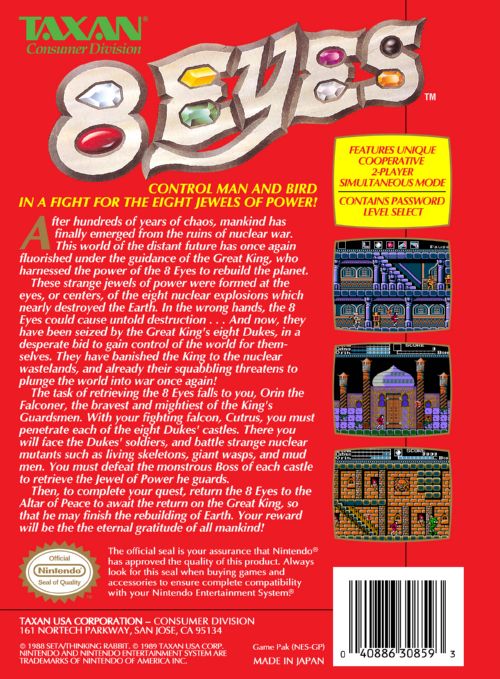 TAXAN®
Consumer Division
8 EYES™
CONTROL MAN AND BIRD
IN A FIGHT FOR THE EIGHT JEWELS OF POWER!
FEATURES UNIQUE
COOPERATIVE
2-PLAYER
SIMULTANEOUS MODE
CONTAINS PASSWORD
LEVEL SELECT
After hundreds of years of chaos, mankind has
finally emerged from the ruins of nuclear war.
This world of the distant future has once again
flourished under the guidance of the Great King, who
harnessed the power of the 8 Eyes to rebuild the planet.
These strange jewels of power were formed at the
eyes, or centers, of the eight nuclear explosions which
nearly destroyed the Earth. In the wrong hands, the 8
Eyes could cause untold destruction . . . And now, they
have been seized by the Great King's eight Dukes, in a
desperate bid to gain control of the world for them-
selves. They have banished the King to the nuclear
wastelands, and already their squabbling threatens to
plunge the world into war once again!
The task of retrieving the 8 Eyes falls to you, Orin the
Falconer, the bravest and mightiest of the King's
Guardsmen. With your fighting falcon, Cutrus, you must
penetrate each of the eight Dukes' castles. There you
will face the Dukes' soldiers, and battle strange nuclear
mutants such as living skeletons, giant wasps, and mud
men. You must defeat the monstrous Boss of each castle
to retrieve the Jewel of Power he guards.
Then, to complete your quest, return the 8 Eyes to the
Altar of Peace to await the return on the Great King, so
that he may finish the rebuilding of Earth. Your reward
will be the the eternal gratitude of all mankind!
Official
Nintendo®
Seal of Quality
The official seal is your assurance that Nintendo®
has approved the quality of this product. Always
look for this seal when buying games and
accessories to ensure complete compatibility
with your Nintendo Entertainment System®
TAXAN USA CORPORATION – CONSUMER DIVISION
161 NORTECH PARKWAY, SAN JOSE, CA 95134
© 1988 SETA/THINKING RABBIT. © 1989 TAXAN USA CORP.
NINTENDO AND NINTENDO ENTERTAINMENT SYSTEM ARE
TRADEMARKS OF NINTENDO OF AMERICA INC.
Game Pak (NES-GP)
MADE IN JAPAN
0 40886 30859 3